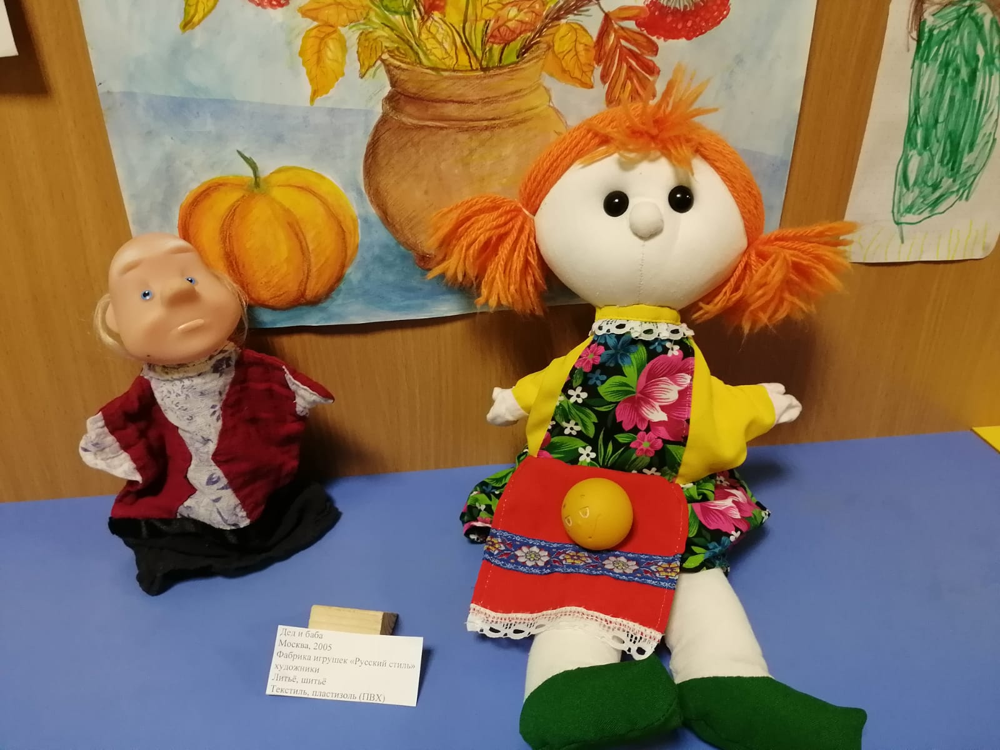 Дед и баба
Москва, 2005
Фабрика игрушек «Русский стиль»
художники
Литьё, шитьё
Текстиль, пластизоль (ПВХ)